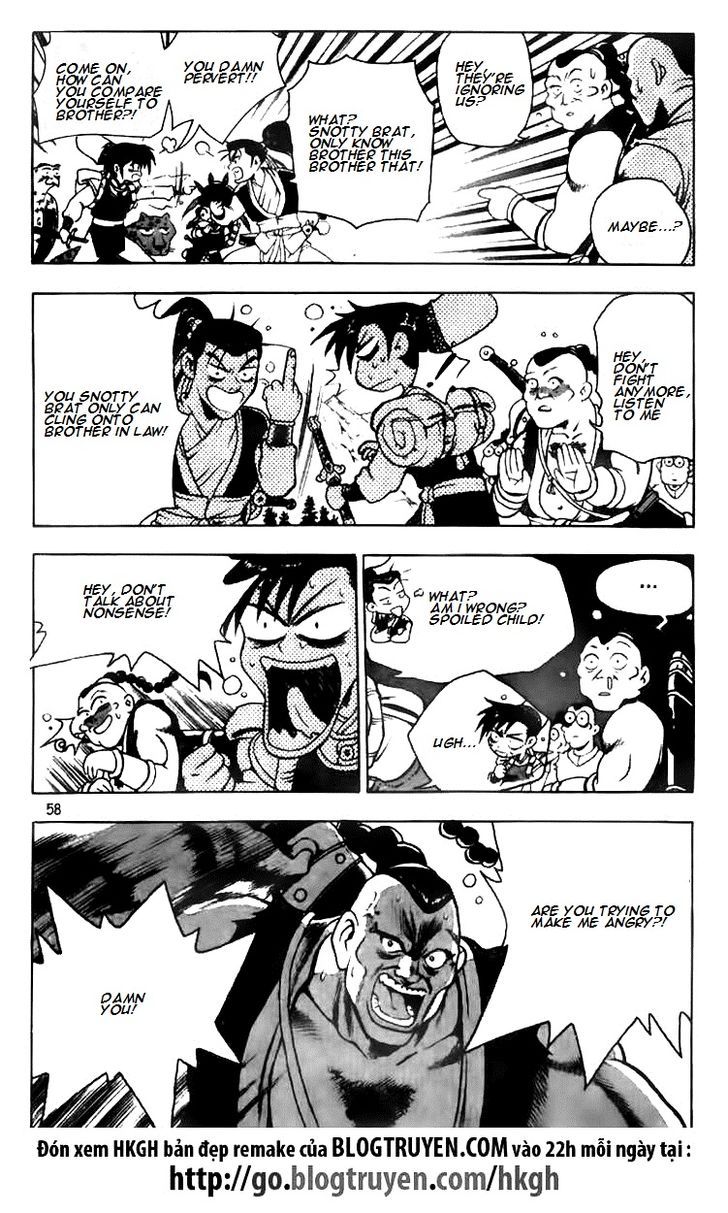 COME ON,
HOW CAN
YOU COMPARE
YOURSELF TO
BROTHER?!
YOU DAMN
PERVERT!!
WHAT?
SNOTTY BRAT,
ONLY KNOW
BROTHER THIS
BROTHER THAT!
HEY,
THEY'RE
IGNORING
US?
MAYBE...?
YOU SNOTTY
BRAT ONLY CAN
CLING ONTO
BROTHER IN LAW!
HEY,
DON'T
FIGHT
ANYMORE,
LISTEN
TO ME
HEY, DON'T
TALK ABOUT
NONSENSE!
WHAT?
AM I WRONG?
SPOILED CHILD!
...
UGH...
58
DAMN
YOU!
ARE YOU TRYING TO
MAKE ME ANGRY?!
Đón xem HKGH bản đẹp remake của BLOGTRUYEN.COM vào 22h mỗi ngày tại :
http://go.blogtruyen.com/hkgh